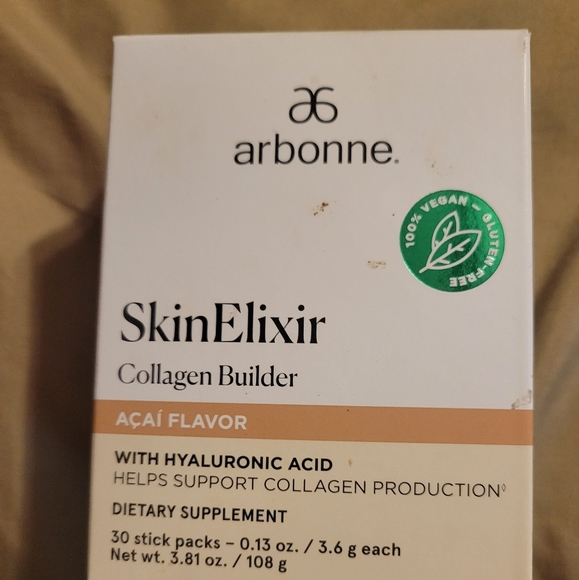 arbonne.
100% VEGAN – GLUTEN-FREE
SkinElixir
Collagen Builder
AÇAÍ FLAVOR
WITH HYALURONIC ACID
HELPS SUPPORT COLLAGEN PRODUCTION◊
DIETARY SUPPLEMENT
30 stick packs – 0.13 oz. / 3.6 g each
Net wt. 3.81 oz. / 108 g